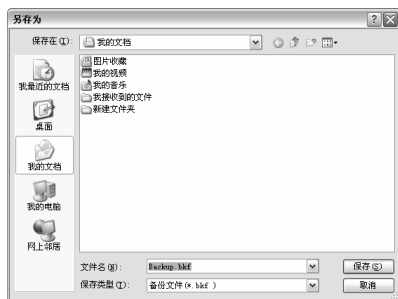 另存为
保存在(I):
我的文档
图片收藏
我的视频
我的音乐
我接收到的文件
新建文件夹
我最近的文档
桌面
我的文档
我的电脑
网上邻居
文件名(N):
Backup.bkf
保存(S)
保存类型(T):
备份文件(*.bkf )
取消